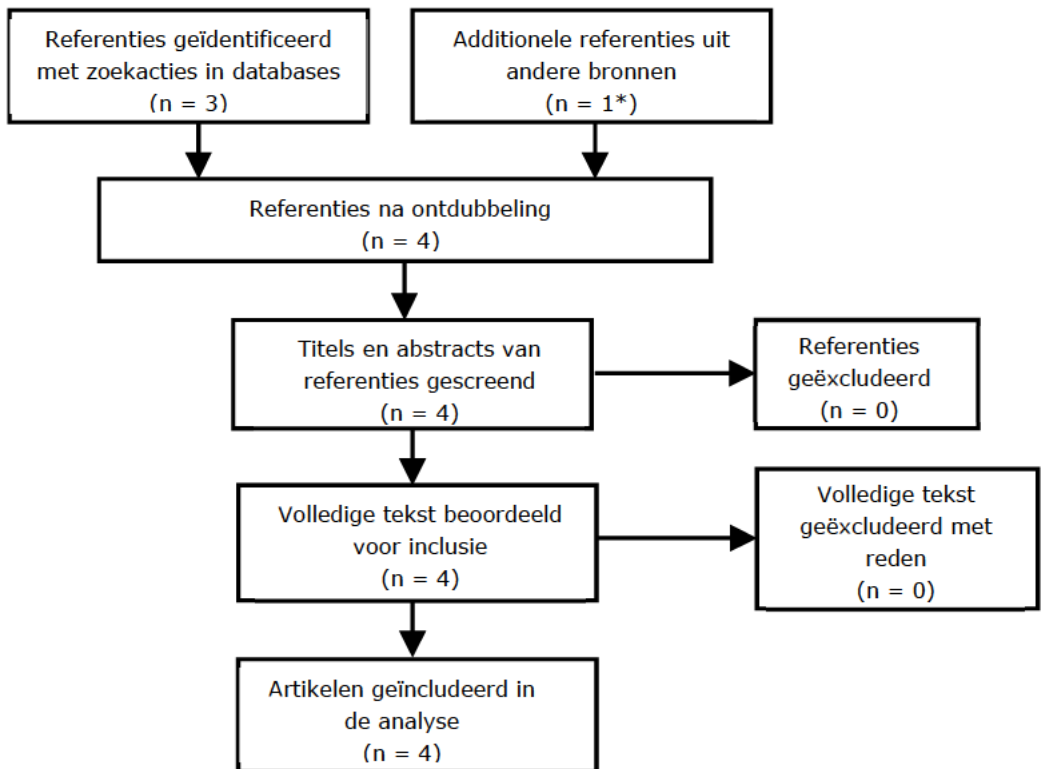 Referenties geïdentificeerd
met zoekacties in databases
(n = 3)
Additionele referenties uit
andere bronnen
(n = 1*)
Referenties na ontdubbeling
(n = 4)
Titels en abstracts van
referenties gescreend
(n = 4)
Referenties
geëxcludeerd
(n = 0)
Volledige tekst beoordeeld
voor inclusie
(n = 4)
Volledige tekst
geëxcludeerd met
reden
(n = 0)
Artikelen geïncludeerd in
de analyse
(n = 4)